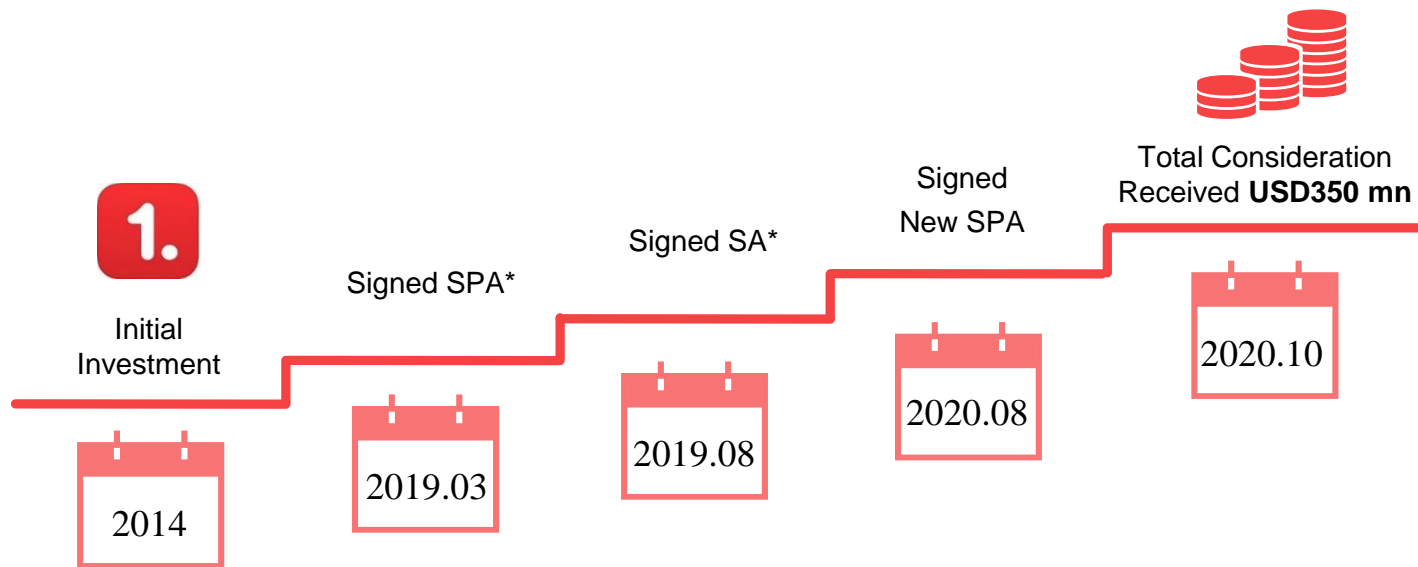 1.
Initial
Investment
2014
Signed SPA*
2019.03
Signed SA*
2019.08
Signed
New SPA
2020.08
Total Consideration
Received USD350 mn
2020.10